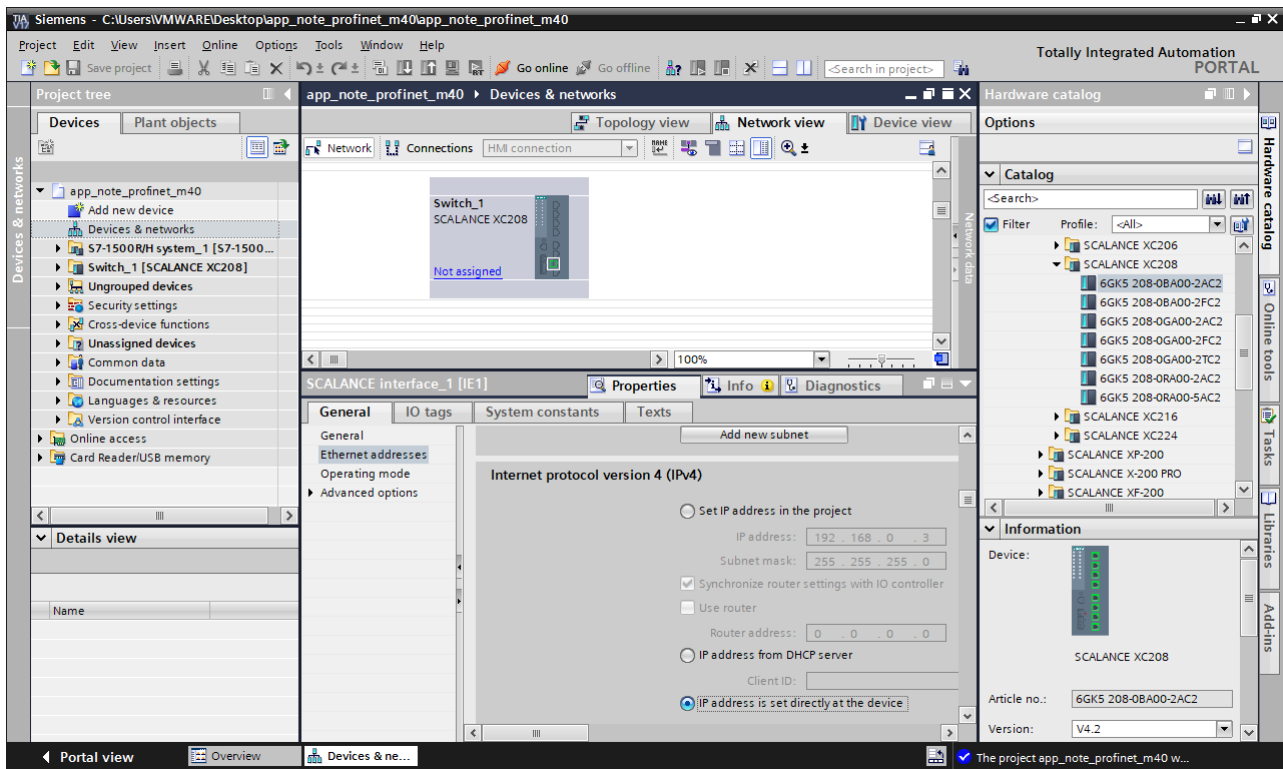 Siemens - C:\Users\VMWARE\Desktop\app_note_profinet_m40\app_note_profinet_m40
Project Edit View Insert Online Options Tools Window Help
Totally Integrated Automation
PORTAL
Save project Go online Go offline <Search in project>
Project tree
Devices Plant objects
Devices & networks
app_note_profinet_m40
Add new device
Devices & networks
S7-1500R/H system_1 [S7-1500...
Switch_1 [SCALANCE XC208]
Ungrouped devices
Security settings
Cross-device functions
Unassigned devices
Common data
Documentation settings
Languages & resources
Version control interface
Online access
Card Reader/USB memory
Details view
Name
app_note_profinet_m40 Devices & networks
Topology view Network view Device view
Network Connections HMI connection
Switch_1
SCALANCE XC208
Not assigned
Network data
100%
SCALANCE interface_1 [IE1]
Properties Info Diagnostics
General IO tags System constants Texts
General
Ethernet addresses
Operating mode
Advanced options
Add new subnet
Internet protocol version 4 (IPv4)
Set IP address in the project
IP address: 192 . 168 . 0 . 3
Subnet mask: 255 . 255 . 255 . 0
Synchronize router settings with IO controller
Use router
Router address: 0 . 0 . 0 . 0
IP address from DHCP server
Client ID:
IP address is set directly at the device
Hardware catalog
Options
Catalog
<Search>
Filter Profile: <All>
SCALANCE XC206
SCALANCE XC208
6GK5 208-0BA00-2AC2
6GK5 208-0BA00-2FC2
6GK5 208-0GA00-2AC2
6GK5 208-0GA00-2FC2
6GK5 208-0GA00-2TC2
6GK5 208-0RA00-2AC2
6GK5 208-0RA00-5AC2
SCALANCE XC216
SCALANCE XC224
SCALANCE XP-200
SCALANCE X-200 PRO
SCALANCE XF-200
Information
Device:
SCALANCE XC208
Article no.: 6GK5 208-0BA00-2AC2
Version: V4.2
Hardware catalog
Online tools
Tasks
Libraries
Add-ins
Portal view Overview Devices & ne...
The project app_note_profinet_m40 w...